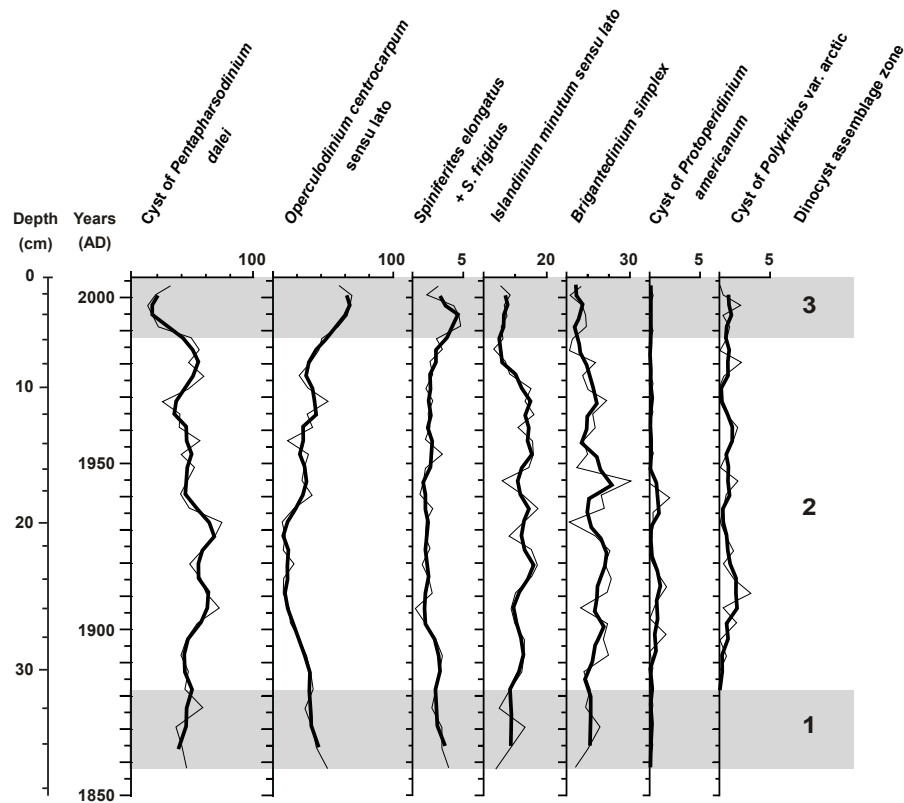 Cyst of Pentapharsodinium
dalei
Operculodinium centrocarpum
sensu lato
Spiniferites elongatus
+ S. frigidus
Islandinium minutum sensu lato
Brigantedinium simplex
Cyst of Protoperidinium
americanum
Cyst of Polykrikos var. arctic
Dinocyst assemblage zone
Depth
(cm)
Years
(AD)
100
100
5
20
30
5
5
0
2000
3
10
1950
20
2
1900
30
1
1850